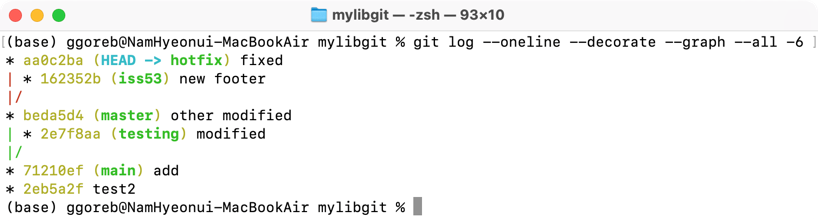 mylibgit — -zsh — 93×10
(base) ggoreb@NamHyeonui-MacBookAir mylibgit % git log --oneline --decorate --graph --all -6
* aa0c2ba (HEAD -> hotfix) fixed
| * 162352b (iss53) new footer
|/
* beda5d4 (master) other modified
| * 2e7f8aa (testing) modified
|/
* 71210ef (main) add
* 2eb5a2f test2
(base) ggoreb@NamHyeonui-MacBookAir mylibgit %